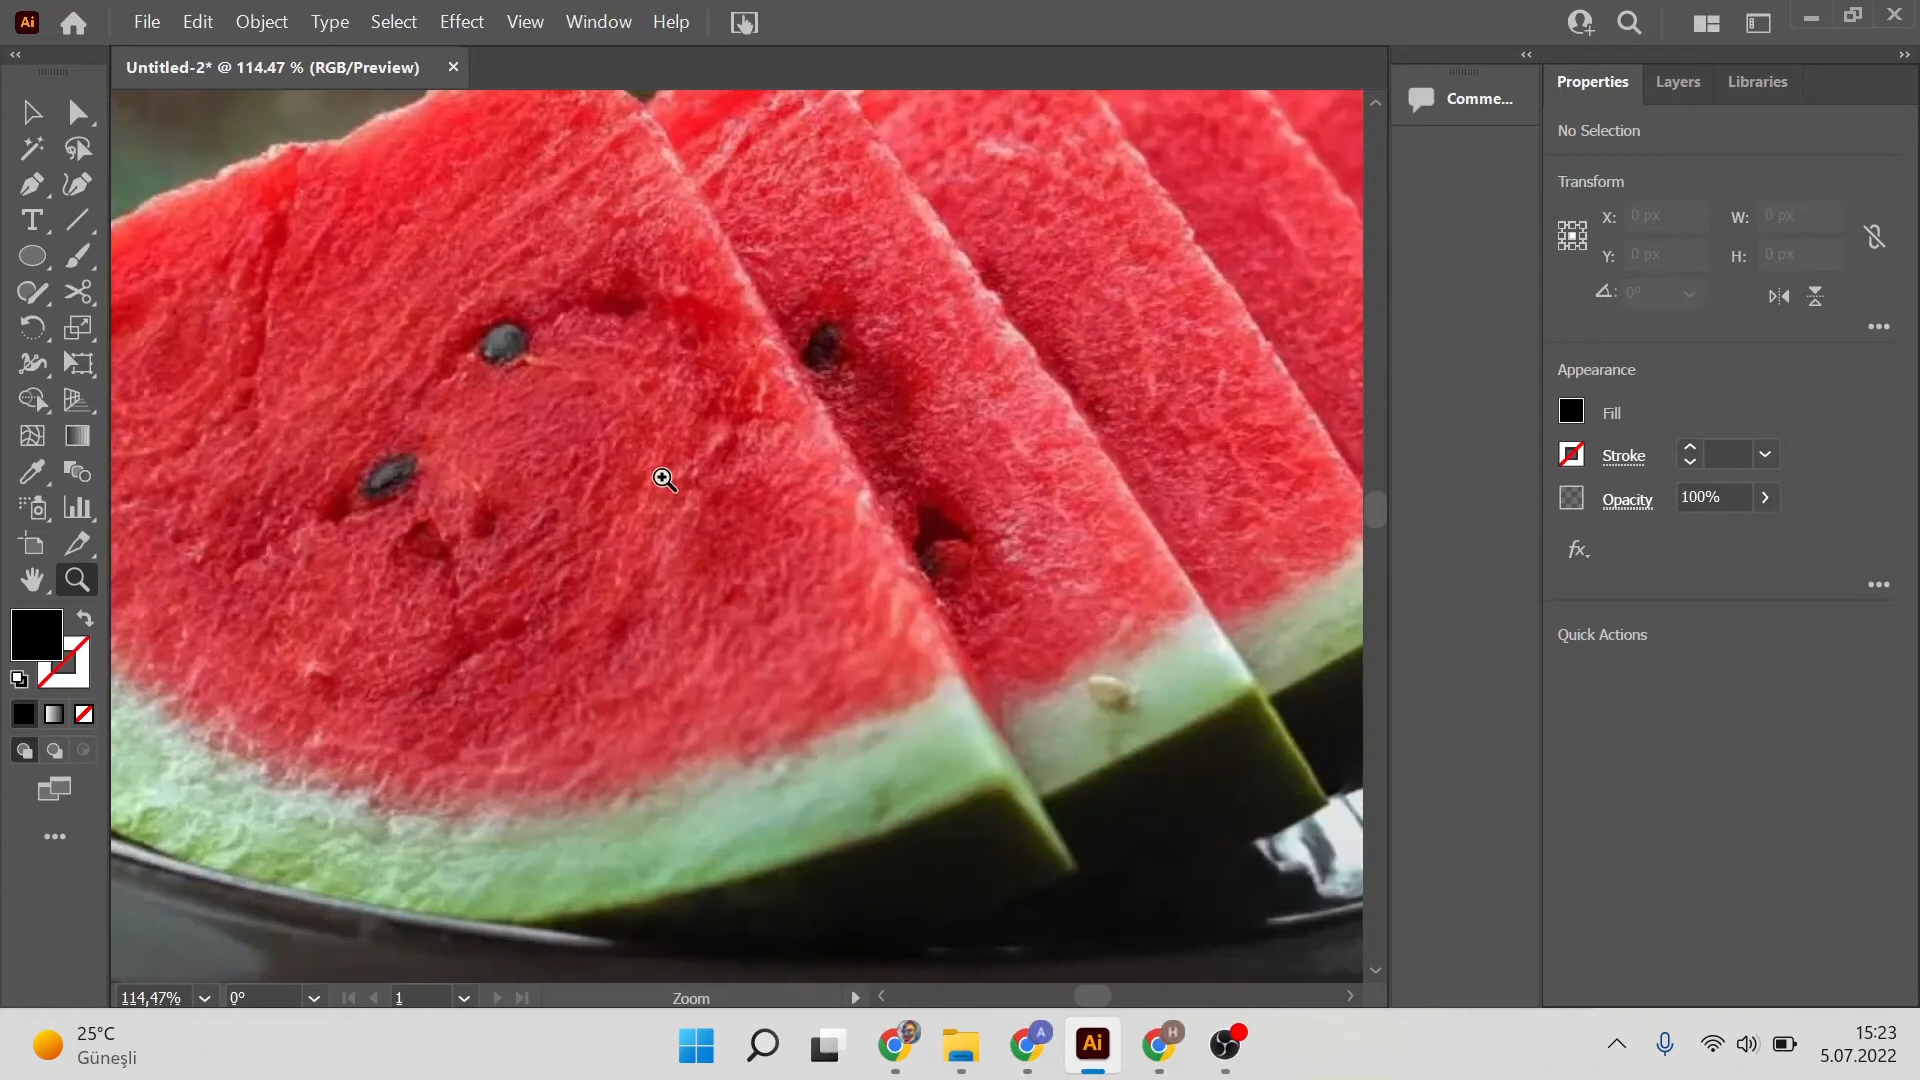 Ai File Edit Object Type Select Effect View Window Help
Untitled-2* @ 114.47 % (RGB/Preview)
Comme...
Properties Layers Libraries
No Selection
Transform
X: 0 px W: 0 px
Y: 0 px H: 0 px
0°
Appearance
Fill
Stroke
Opacity 100%
fx.
Quick Actions
T
114,47% 0° 1 Zoom
25°C
Güneşli
A
Ai
H
15:23
5.07.2022